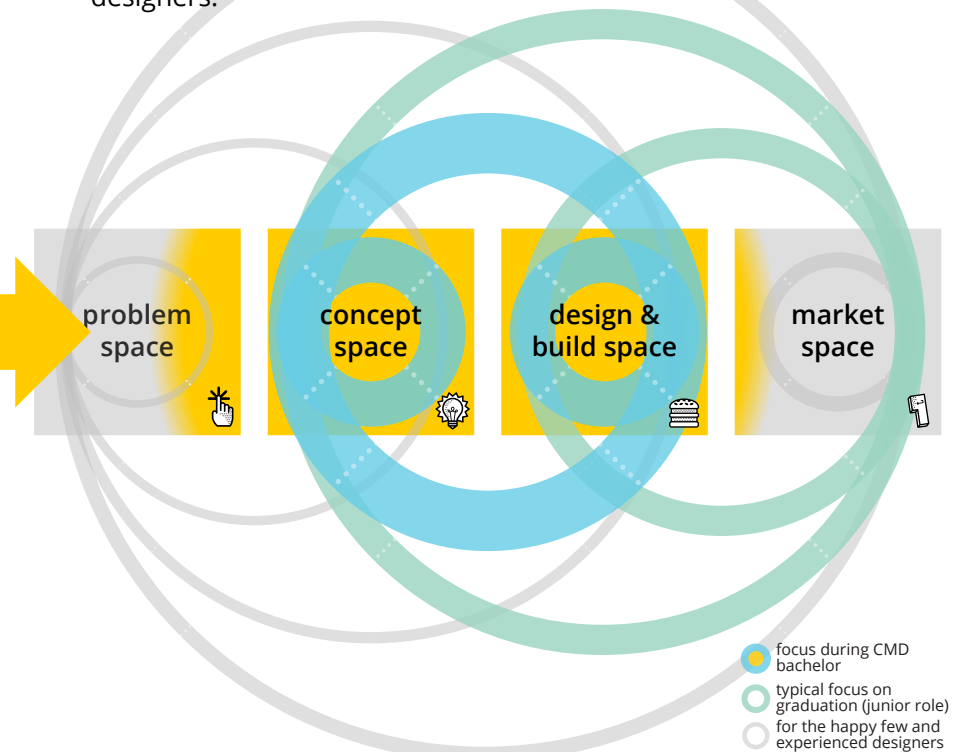 designers.
problem
space
concept
space
design &
build space
market
space
focus during CMD
bachelor
typical focus on
graduation (junior role)
for the happy few and
experienced designers